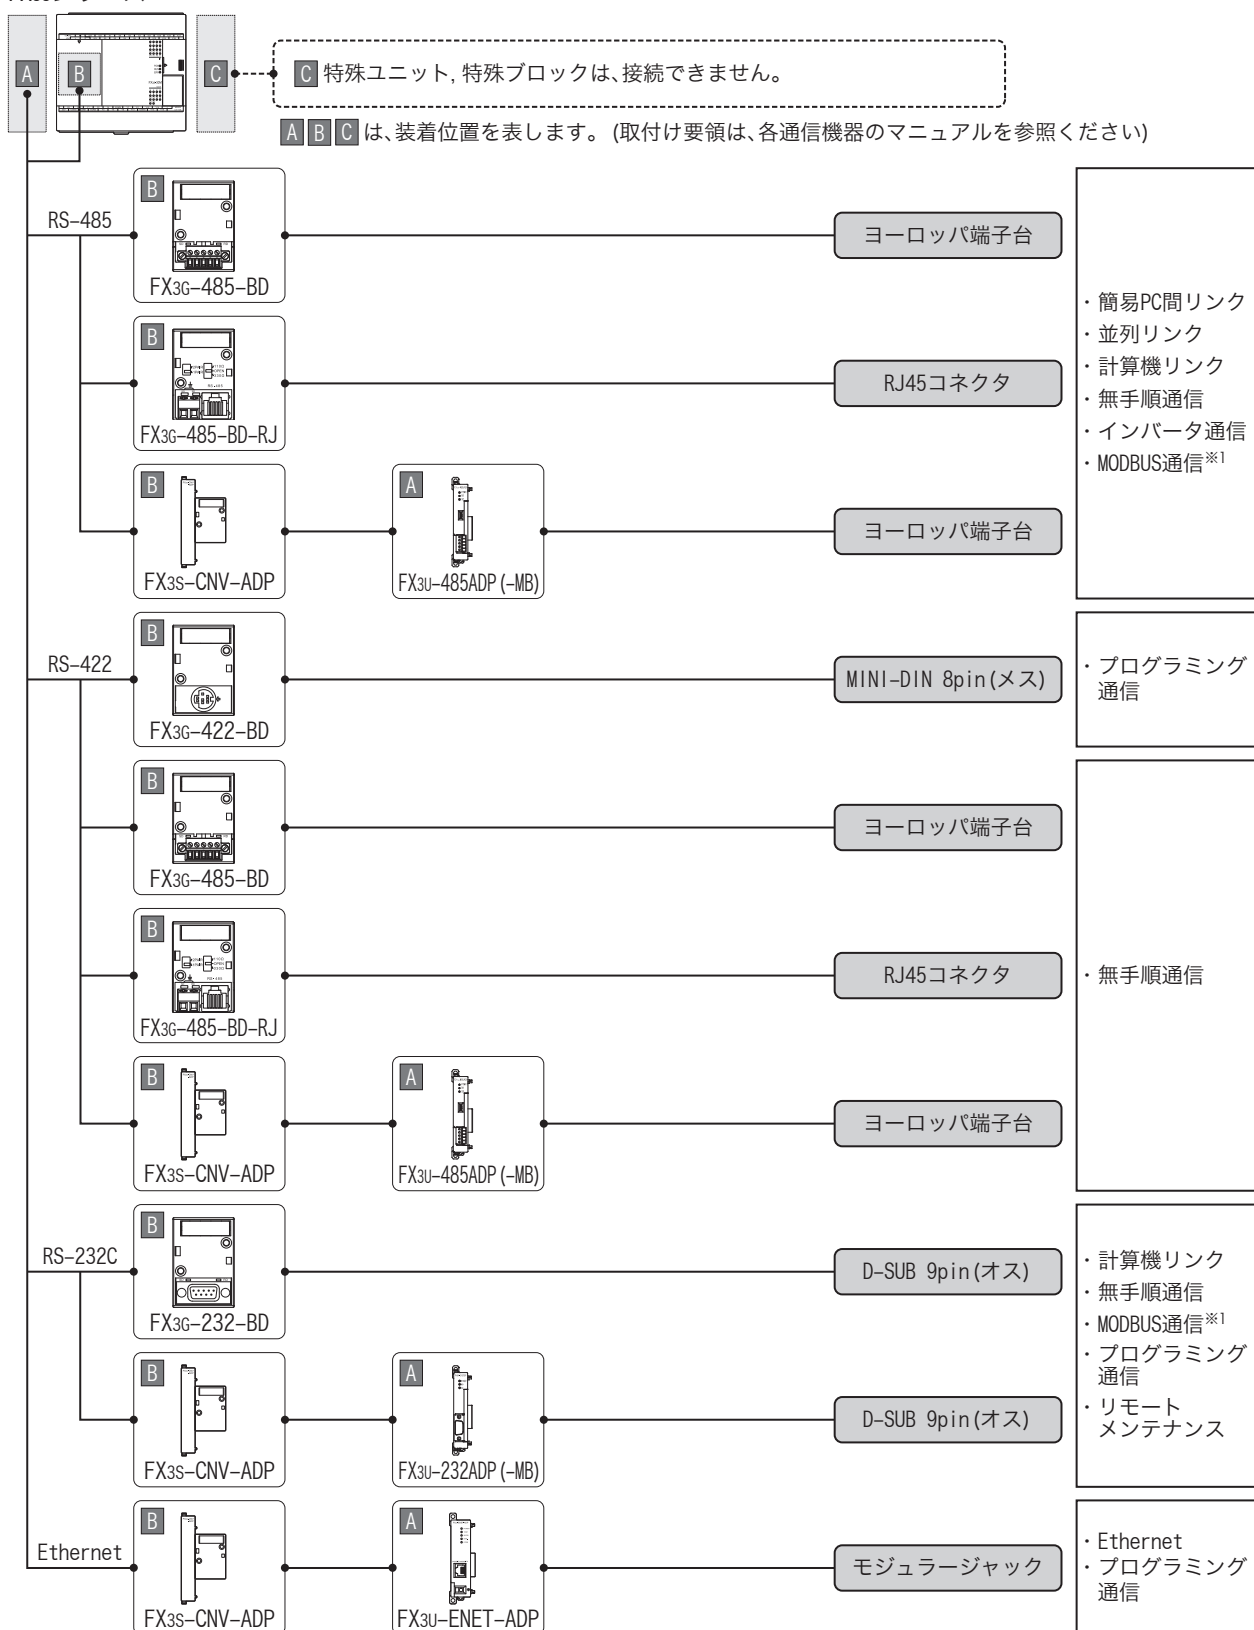 A
B
C
C 特殊ユニット, 特殊ブロックは、接続できません。
A B C は、装着位置を表します。 (取付け要領は、各通信機器のマニュアルを参照ください)
RS-485
B
FX3G-485-BD
ヨーロッパ端子台
B
FX3G-485-BD-RJ
RJ45コネクタ
B
FX3S-CNV-ADP
A
FX3U-485ADP(-MB)
ヨーロッパ端子台
・簡易PC間リンク
・並列リンク
・計算機リンク
・無手順通信
・インバータ通信
・MODBUS通信※1
RS-422
B
FX3G-422-BD
MINI-DIN 8pin(メス)
・プログラミング
通信
B
FX3G-485-BD
ヨーロッパ端子台
B
FX3G-485-BD-RJ
RJ45コネクタ
B
FX3S-CNV-ADP
A
FX3U-485ADP(-MB)
ヨーロッパ端子台
・無手順通信
RS-232C
B
FX3G-232-BD
D-SUB 9pin(オス)
B
FX3S-CNV-ADP
A
FX3U-232ADP(-MB)
D-SUB 9pin(オス)
・計算機リンク
・無手順通信
・MODBUS通信※1
・プログラミング
通信
・リモート
メンテナンス
Ethernet
B
FX3S-CNV-ADP
A
FX3U-ENET-ADP
モジュラージャック
・Ethernet
・プログラミング
通信